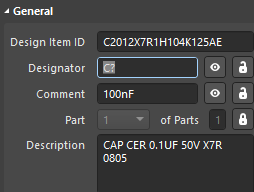 General
Design Item ID C2012X7R1H104K125AE
Designator C?
Comment 100nF
Part 1 of Parts 1
Description CAP CER 0.1UF 50V X7R
0805